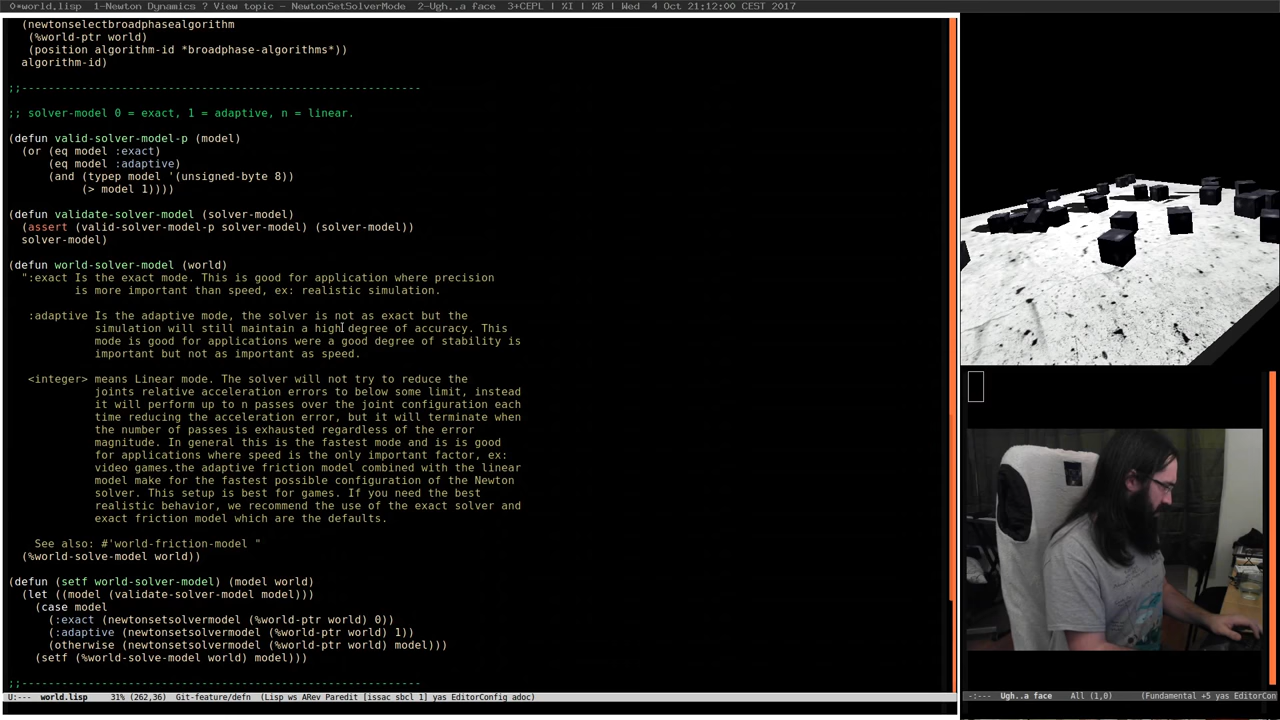 0*world.lisp  1-Newton Dynamics ? View topic - NewtonSetSolverMode  2-Ugh..a face  3+CEPL | %I | %B | Wed  4 Oct 21:12:00 CEST 2017
(newtonselectbroadphasealgorithm
(%world-ptr world)
(position algorithm-id *broadphase-algorithms*))
algorithm-id)
;;------------------------------------------------------------
;; solver-model 0 = exact, 1 = adaptive, n = linear.
(defun valid-solver-model-p (model)
(or (eq model :exact)
(eq model :adaptive)
(and (typep model '(unsigned-byte 8))
(> model 1))))
(defun validate-solver-model (solver-model)
(assert (valid-solver-model-p solver-model) (solver-model))
solver-model)
(defun world-solver-model (world)
":exact Is the exact mode. This is good for application where precision
is more important than speed, ex: realistic simulation.
:adaptive Is the adaptive mode, the solver is not as exact but the
simulation will still maintain a high degree of accuracy. This
mode is good for applications were a good degree of stability is
important but not as important as speed.
<integer> means Linear mode. The solver will not try to reduce the
joints relative acceleration errors to below some limit, instead
it will perform up to n passes over the joint configuration each
time reducing the acceleration error, but it will terminate when
the number of passes is exhausted regardless of the error
magnitude. In general this is the fastest mode and is is good
for applications where speed is the only important factor, ex:
video games.the adaptive friction model combined with the linear
model make for the fastest possible configuration of the Newton
solver. This setup is best for games. If you need the best
realistic behavior, we recommend the use of the exact solver and
exact friction model which are the defaults.
See also: #'world-friction-model "
(%world-solve-model world))
(defun (setf world-solver-model) (model world)
(let ((model (validate-solver-model model)))
(case model
(:exact (newtonsetsolvermodel (%world-ptr world) 0))
(:adaptive (newtonsetsolvermodel (%world-ptr world) 1))
(otherwise (newtonsetsolvermodel (%world-ptr world) model)))
(setf (%world-solve-model world) model)))
;;------------------------------------------------------------
U:---  world.lisp     31% (262,36)  Git-feature/defn  (Lisp ws ARev Paredit [issac sbcl 1] yas EditorConfig adoc)
-:---  Ugh..a face    All (1,0)     (Fundamental +5 yas EditorCon